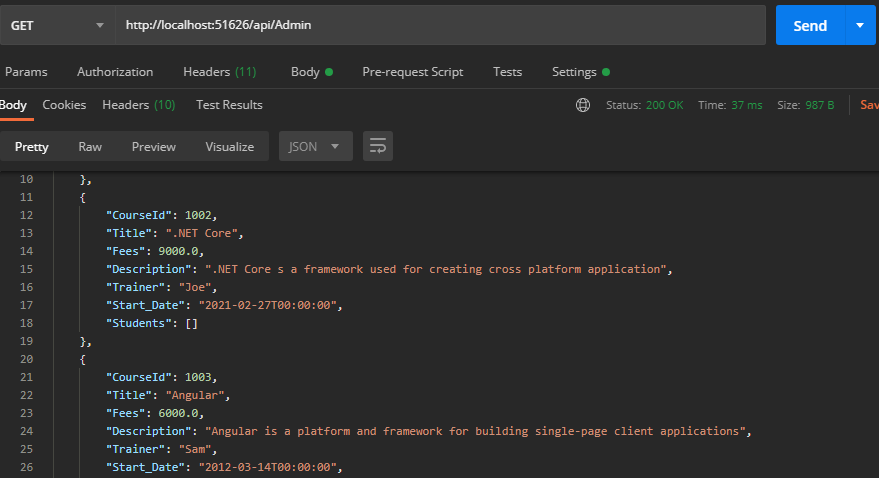 GET http://localhost:51626/api/Admin Send
Params Authorization Headers (11) Body Pre-request Script Tests Settings
Body Cookies Headers (10) Test Results Status: 200 OK Time: 37 ms Size: 987 B Sav
Pretty Raw Preview Visualize JSON
10 },
11 {
12 "CourseId": 1002,
13 "Title": ".NET Core",
14 "Fees": 9000.0,
15 "Description": ".NET Core s a framework used for creating cross platform application",
16 "Trainer": "Joe",
17 "Start_Date": "2021-02-27T00:00:00",
18 "Students": []
19 },
20 {
21 "CourseId": 1003,
22 "Title": "Angular",
23 "Fees": 6000.0,
24 "Description": "Angular is a platform and framework for building single-page client applications",
25 "Trainer": "Sam",
26 "Start_Date": "2012-03-14T00:00:00",